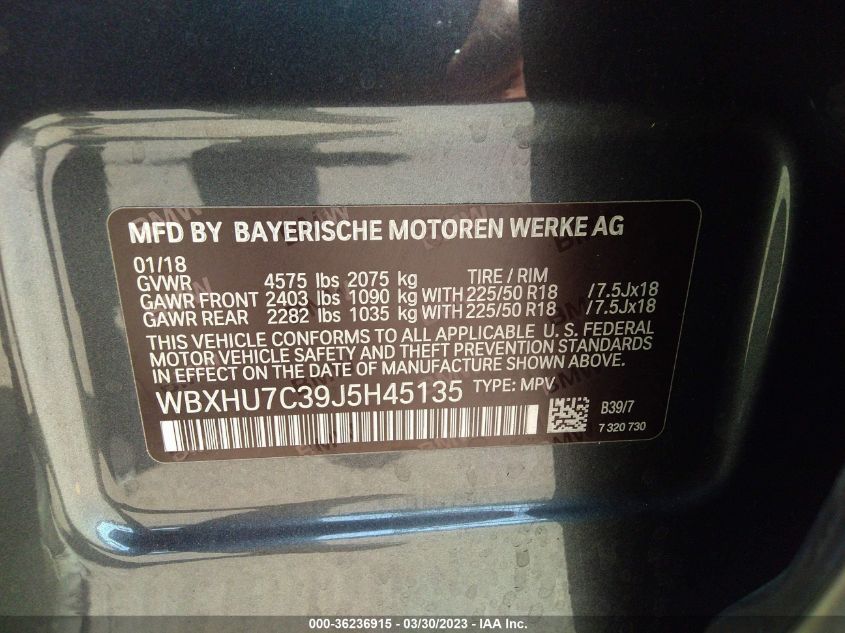 MFD BY BAYERISCHE MOTOREN WERKE AG
01/18
GVWR 4575 lbs 2075 kg TIRE / RIM
GAWR FRONT 2403 lbs 1090 kg WITH 225/50 R18 /7.5Jx18
GAWR REAR 2282 lbs 1035 kg WITH 225/50 R18 /7.5Jx18
THIS VEHICLE CONFORMS TO ALL APPLICABLE U. S. FEDERAL
MOTOR VEHICLE SAFETY AND THEFT PREVENTION STANDARDS
IN EFFECT ON THE DATE OF MANUFACTURE SHOWN ABOVE.
WBXHU7C39J5H45135 TYPE: MPV
B39/7
7 320 730
000-36236915 / 03/30/2023 / IAA Inc.